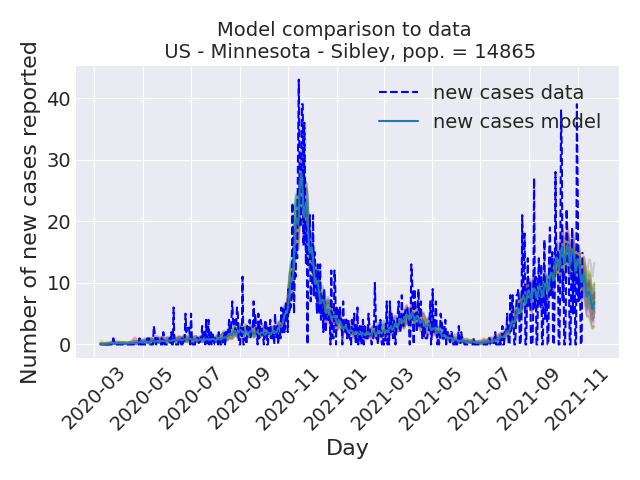 Model comparison to data
US - Minnesota - Sibley, pop. = 14865
new cases data
new cases model
Number of new cases reported
40
30
20
10
0
2020-03
2020-05
2020-07
2020-09
2020-11
2021-01
2021-03
2021-05
2021-07
2021-09
2021-11
Day